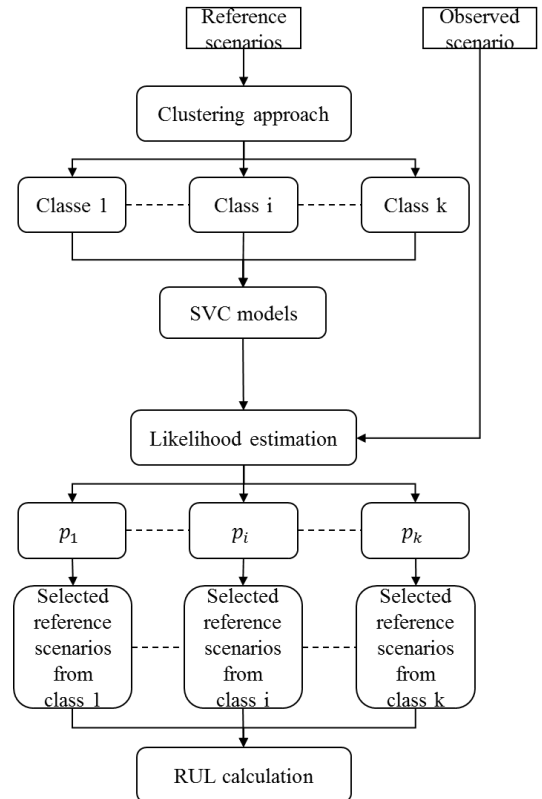 Reference
scenarios
Observed
scenario
Clustering approach
Classe 1
Class i
Class k
SVC models
Likelihood estimation
p₁
pᵢ
pₖ
Selected
reference
scenarios
from
class 1
Selected
reference
scenarios
from
class i
Selected
reference
scenarios
from
class k
RUL calculation